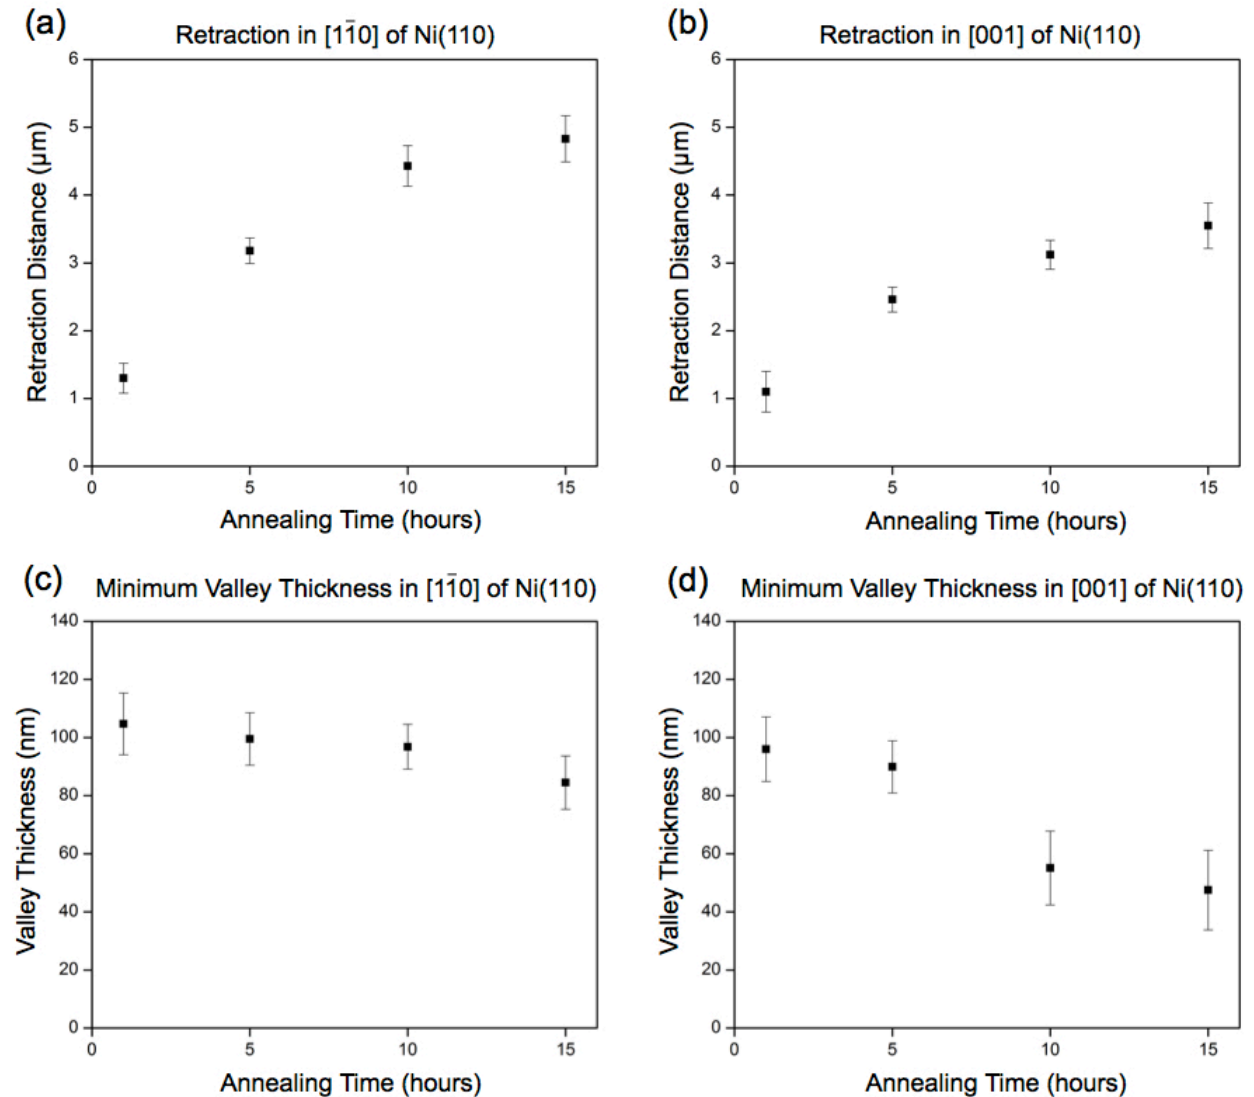 (a)
Retraction in [11̅0] of Ni(110)
6
5
4
3
2
1
0
Retraction Distance (μm)
0 5 10 15
Annealing Time (hours)
(b)
Retraction in [001] of Ni(110)
6
5
4
3
2
1
0
Retraction Distance (μm)
0 5 10 15
Annealing Time (hours)
(c)
Minimum Valley Thickness in [11̅0] of Ni(110)
140
120
100
80
60
40
20
0
Valley Thickness (nm)
0 5 10 15
Annealing Time (hours)
(d)
Minimum Valley Thickness in [001] of Ni(110)
140
120
100
80
60
40
20
0
Valley Thickness (nm)
0 5 10 15
Annealing Time (hours)